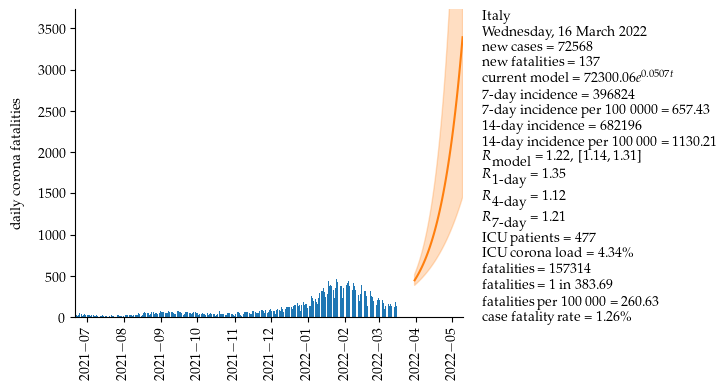 3500
3000
2500
2000
1500
1000
500
0
daily corona fatalities
2021−07
2021−08
2021−09
2021−10
2021−11
2021−12
2022−01
2022−02
2022−03
2022−04
2022−05
Italy
Wednesday, 16 March 2022
new cases = 72568
new fatalities = 137
current model = 72300.06e^0.0507t
7-day incidence = 396824
7-day incidence per 100 0000 = 657.43
14-day incidence = 682196
14-day incidence per 100 000 = 1130.21
R model = 1.22, [1.14, 1.31]
R 1-day = 1.35
R 4-day = 1.12
R 7-day = 1.21
ICU patients = 477
ICU corona load = 4.34%
fatalities = 157314
fatalities = 1 in 383.69
fatalities per 100 000 = 260.63
case fatality rate = 1.26%